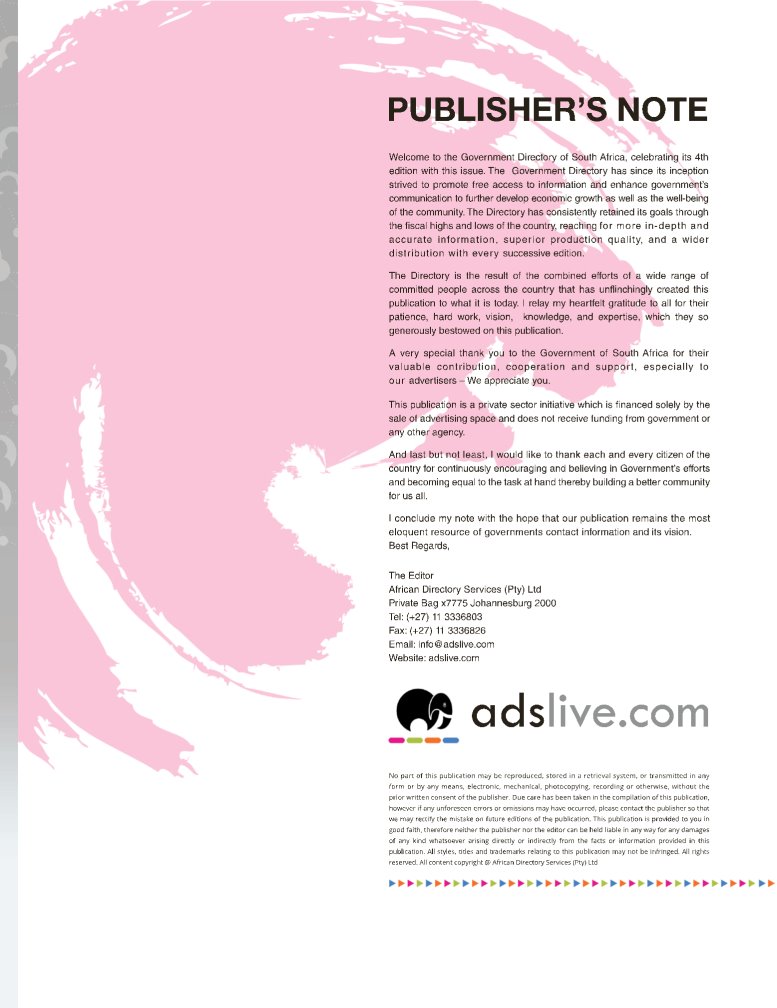 PUBLISHER'S NOTE
Welcome to the Government Directory of South Africa, celebrating its 4th
edition with this issue. The  Government Directory has since its inception
strived to promote free access to information and enhance government's
communication to further develop economic growth as well as the well-being
of the community. The Directory has consistently retained its goals through
the fiscal highs and lows of the country, reaching for more in-depth and
accurate information, superior production quality, and a wider
distribution with every successive edition.
The Directory is the result of the combined efforts of a wide range of
committed people across the country that has unflinchingly created this
publication to what it is today. I relay my heartfelt gratitude to all for their
patience, hard work, vision,  knowledge, and expertise, which they so
generously bestowed on this publication.
A very special thank you to the Government of South Africa for their
valuable contribution, cooperation and support, especially to
our advertisers – We appreciate you.
This publication is a private sector initiative which is financed solely by the
sale of advertising space and does not receive funding from government or
any other agency.
And last but not least, I would like to thank each and every citizen of the
country for continuously encouraging and believing in Government's efforts
and becoming equal to the task at hand thereby building a better community
for us all.
I conclude my note with the hope that our publication remains the most
eloquent resource of governments contact information and its vision.
Best Regards,
The Editor
African Directory Services (Pty) Ltd
Private Bag x7775 Johannesburg 2000
Tel: (+27) 11 3336803
Fax: (+27) 11 3336826
Email: info@adslive.com
Website: adslive.com
adslive.com
No part of this publication may be reproduced, stored in a retrieval system, or transmitted in any
form or by any means, electronic, mechanical, photocopying, recording or otherwise, without the
prior written consent of the publisher. Due care has been taken in the compilation of this publication,
however if any unforeseen errors or omissions may have occurred, please contact the publisher so that
we may rectify the mistake on future editions of the publication. This publication is provided to you in
good faith, therefore neither the publisher nor the editor can be held liable in any way for any damages
of any kind whatsoever arising directly or indirectly from the facts or information provided in this
publication. All styles, titles and trademarks relating to this publication may not be infringed. All rights
reserved. All content copyright @ African Directory Services (Pty) Ltd